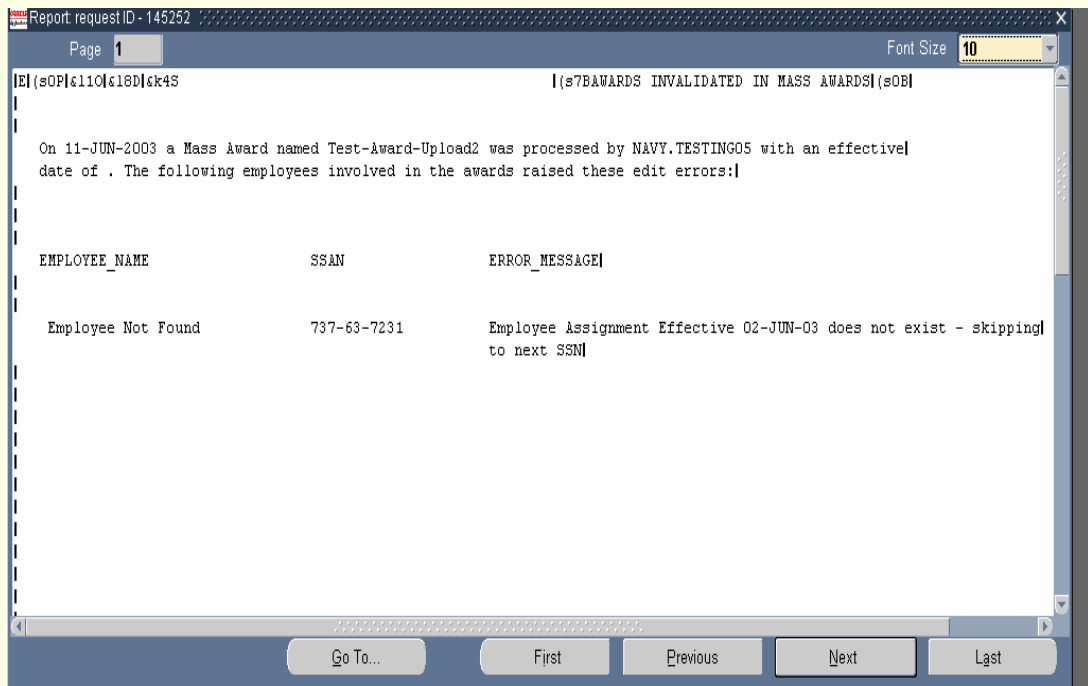 ORACLE Report: request ID - 145252 X
Page 1 Font Size 10
|E|(s0P|&l1O|&l8D|&k4S |(s7BAWARDS INVALIDATED IN MASS AWARDS|(s0B|
On 11-JUN-2003 a Mass Award named Test-Award-Upload2 was processed by NAVY.TESTING05 with an effective|
date of . The following employees involved in the awards raised these edit errors:|
EMPLOYEE_NAME SSAN ERROR_MESSAGE|
Employee Not Found 737-63-7231 Employee Assignment Effective 02-JUN-03 does not exist - skipping|
to next SSN|
Go To... First Previous Next Last